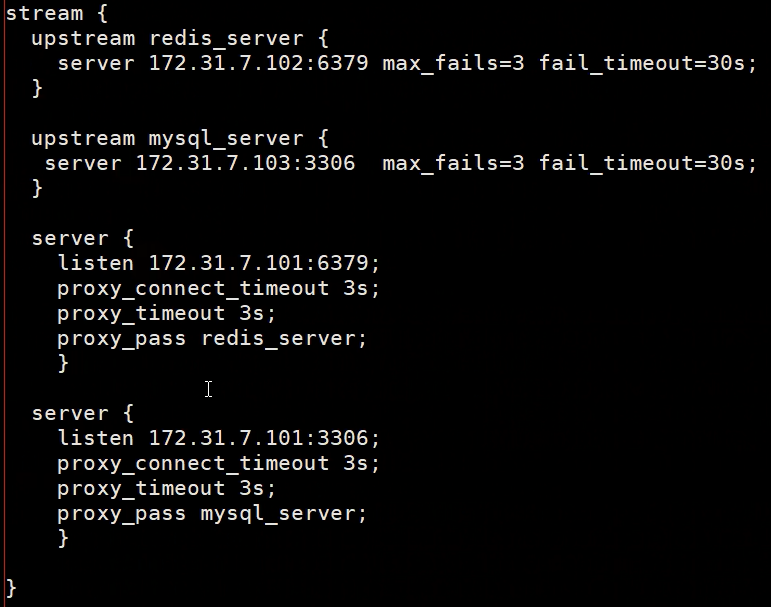 stream {
  upstream redis_server {
    server 172.31.7.102:6379 max_fails=3 fail_timeout=30s;
  }

  upstream mysql_server {
   server 172.31.7.103:3306  max_fails=3 fail_timeout=30s;
  }

  server {
    listen 172.31.7.101:6379;
    proxy_connect_timeout 3s;
    proxy_timeout 3s;
    proxy_pass redis_server;
    }

  server {
    listen 172.31.7.101:3306;
    proxy_connect_timeout 3s;
    proxy_timeout 3s;
    proxy_pass mysql_server;
    }

}